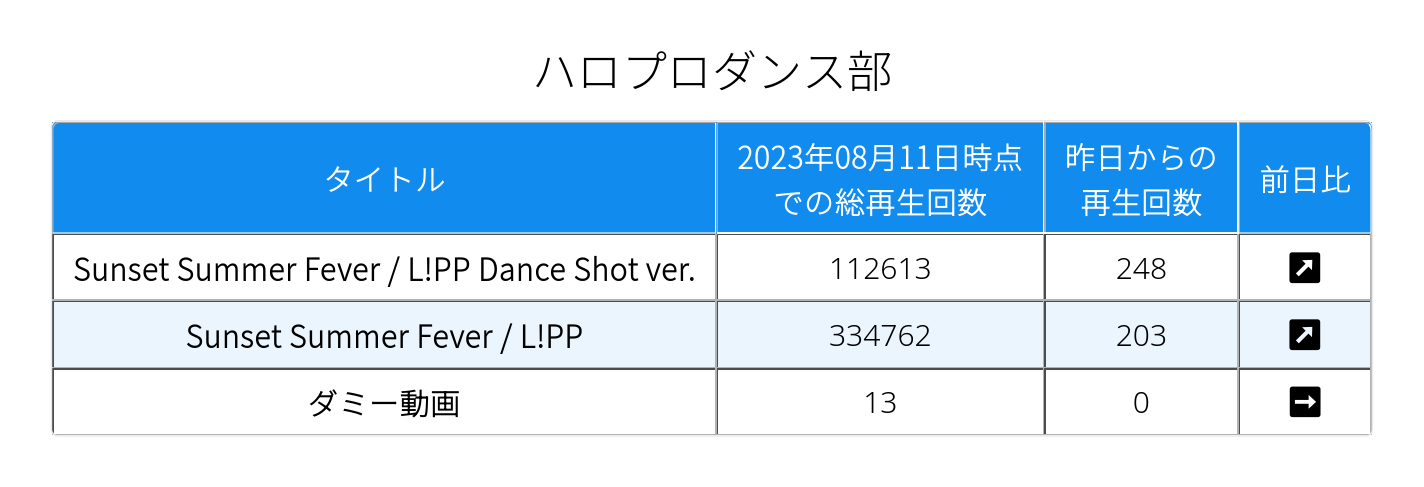 ハロプロダンス部
タイトル
2023年08月11日時点
での総再生回数
昨日からの
再生回数
前日比
Sunset Summer Fever / L!PP Dance Shot ver.
112613
248
Sunset Summer Fever / L!PP
334762
203
ダミー動画
13
0